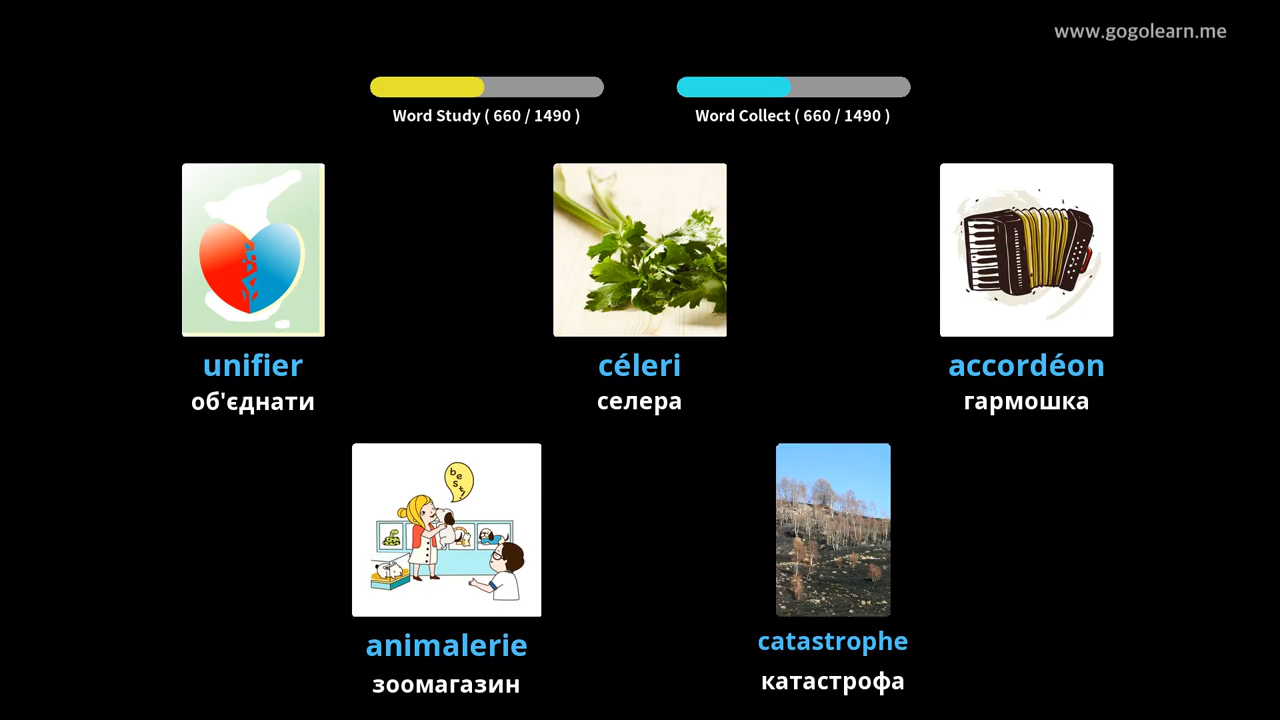 www.gogolearn.me
Word Study ( 660 / 1490 )
Word Collect ( 660 / 1490 )
unifier
об'єднати
céleri
селера
accordéon
гармошка
besty
animalerie
зоомагазин
catastrophe
катастрофа